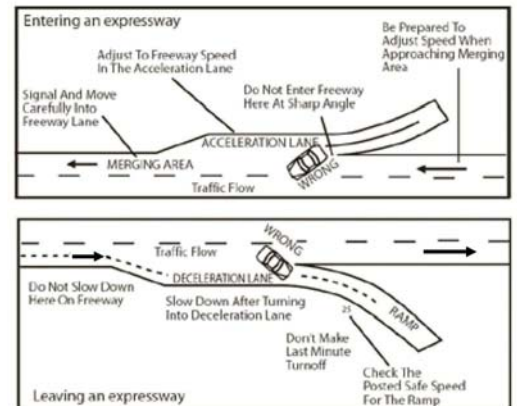 Entering an expressway
Be Prepared To
Adjust Speed When
Approaching Merging
Area
Adjust To Freeway Speed
In The Acceleration Lane
Signal And Move
Carefully Into
Freeway Lane
Do Not Enter Freeway
Here At Sharp Angle
ACCELERATION LANE
MERGING AREA
WRONG
Traffic Flow
WRONG
Traffic Flow
DECELERATION LANE
Do Not Slow Down
Here On Freeway
Slow Down After Turning
Into Deceleration Lane
25
RAMP
Don't Make
Last Minute
Turnoff
Check The
Posted Safe Speed
For The Ramp
Leaving an expressway